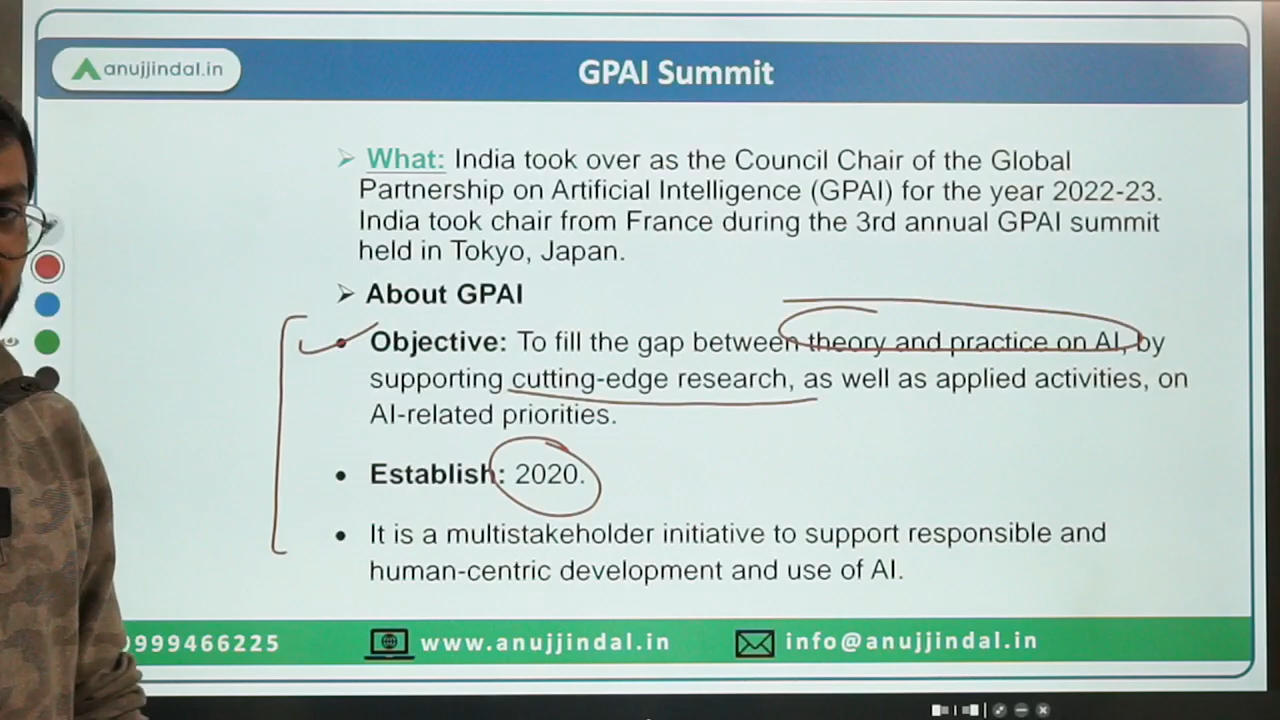 anujjindal.in
GPAI Summit
➢ What: India took over as the Council Chair of the Global
Partnership on Artificial Intelligence (GPAI) for the year 2022-23.
India took chair from France during the 3rd annual GPAI summit
held in Tokyo, Japan.
➢ About GPAI
• Objective: To fill the gap between theory and practice on AI, by
supporting cutting-edge research, as well as applied activities, on
AI-related priorities.
• Establish: 2020.
• It is a multistakeholder initiative to support responsible and
human-centric development and use of AI.
9999466225 www.anujjindal.in info@anujjindal.in